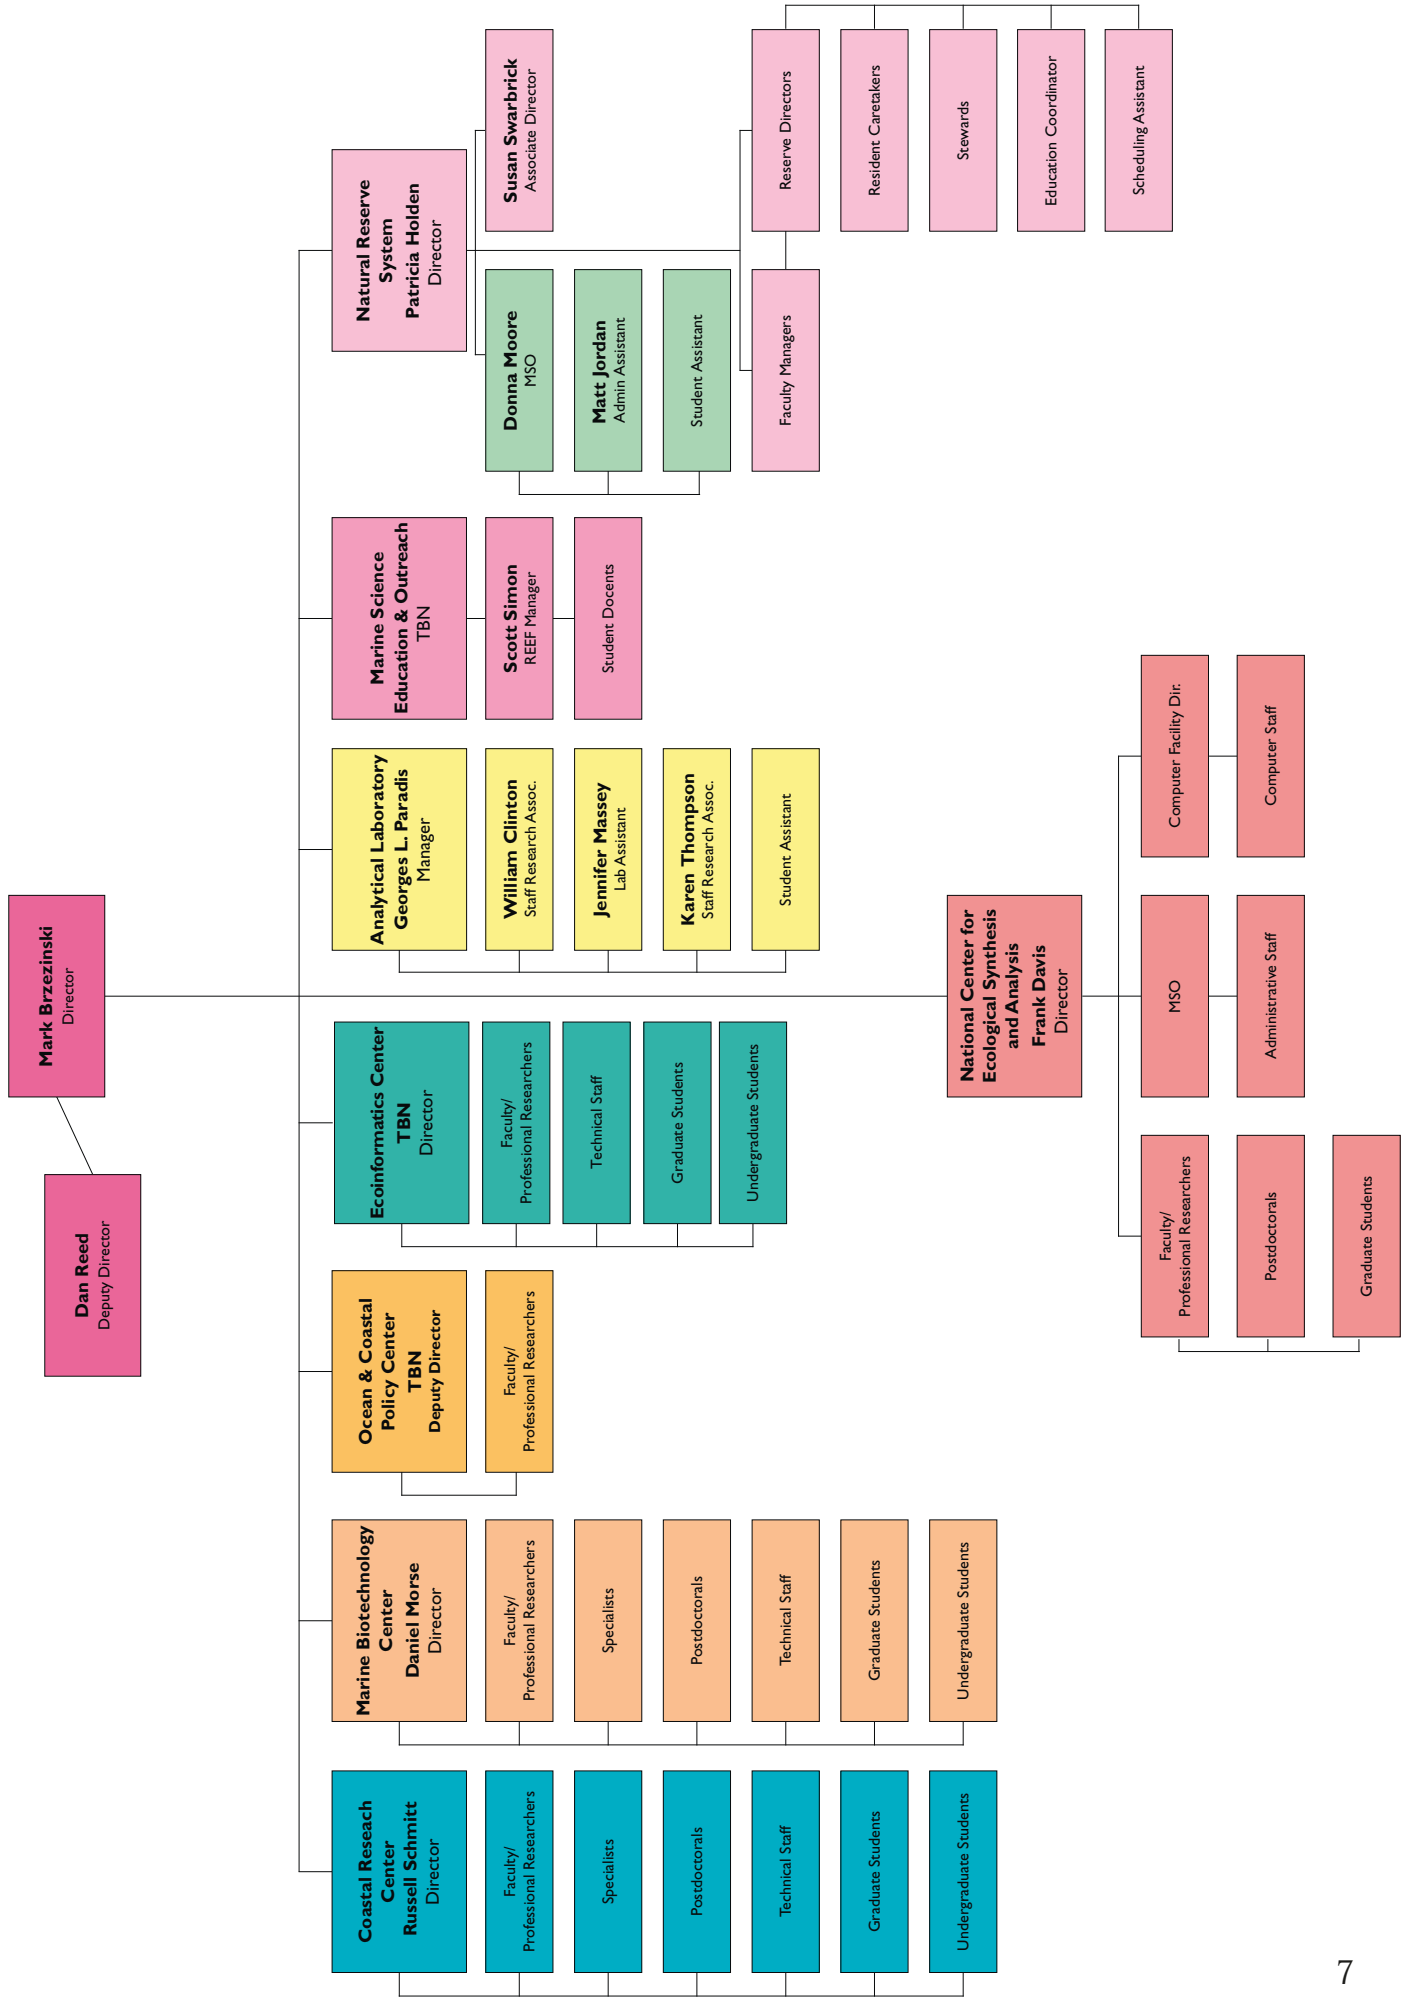 Mark Brzezinski
Director
Dan Reed
Deputy Director
Coastal Reseach
Center
Russell Schmitt
Director
Faculty/
Professional Researchers
Specialists
Postdoctorals
Technical Staff
Graduate Students
Undergraduate Students
Marine Biotechnology
Center
Daniel Morse
Director
Faculty/
Professional Researchers
Specialists
Postdoctorals
Technical Staff
Graduate Students
Undergraduate Students
Ocean & Coastal
Policy Center
TBN
Deputy Director
Faculty/
Professional Researchers
Ecoinformatics Center
TBN
Director
Faculty/
Professional Researchers
Technical Staff
Graduate Students
Undergraduate Students
Analytical Laboratory
Georges L. Paradis
Manager
William Clinton
Staff Research Assoc.
Jennifer Massey
Lab Assistant
Karen Thompson
Staff Research Assoc.
Student Assistant
Marine Science
Education & Outreach
TBN
Scott Simon
REEF Manager
Student Docents
Natural Reserve
System
Patricia Holden
Director
Donna Moore
MSO
Matt Jordan
Admin Assistant
Student Assistant
Susan Swarbrick
Associate Director
Faculty Managers
Reserve Directors
Resident Caretakers
Stewards
Education Coordinator
Scheduling Assistant
National Center for
Ecological Synthesis
and Analysis
Frank Davis
Director
Faculty/
Professional Researchers
Postdoctorals
Graduate Students
MSO
Administrative Staff
Computer Facility Dir.
Computer Staff
7